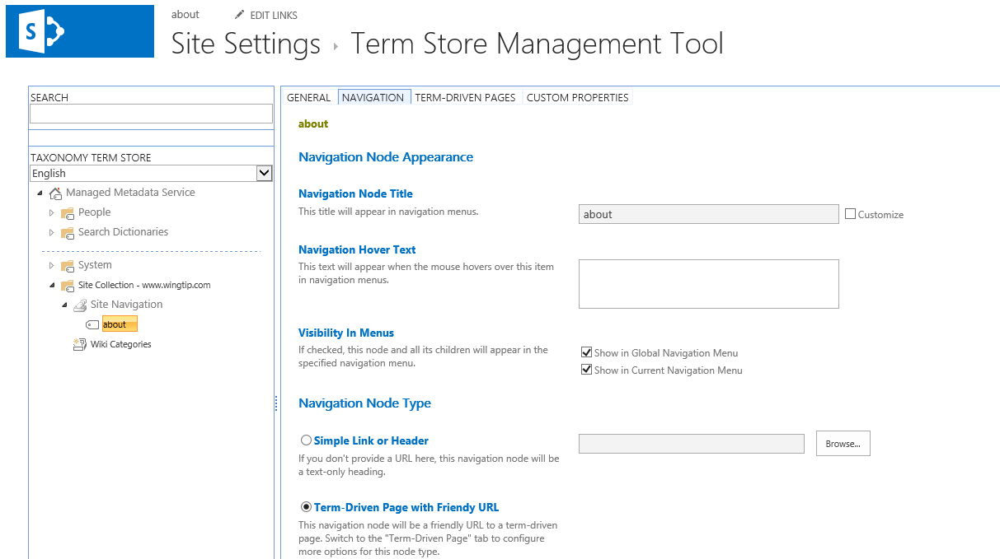 about EDIT LINKS
Site Settings Term Store Management Tool
SEARCH
TAXONOMY TERM STORE
English
Managed Metadata Service
People
Search Dictionaries
System
Site Collection - www.wingtip.com
Site Navigation
about
Wiki Categories
GENERAL NAVIGATION TERM-DRIVEN PAGES CUSTOM PROPERTIES
about
Navigation Node Appearance
Navigation Node Title
This title will appear in navigation menus.
about Customize
Navigation Hover Text
This text will appear when the mouse hovers over this item
in navigation menus.
Visibility In Menus
If checked, this node and all its children will appear in the
specified navigation menu.
Show in Global Navigation Menu
Show in Current Navigation Menu
Navigation Node Type
Simple Link or Header
If you don't provide a URL here, this navigation node will be
a text-only heading.
Browse...
Term-Driven Page with Friendly URL
This navigation node will be a friendly URL to a term-driven
page. Switch to the "Term-Driven Page" tab to configure
more options for this node type.